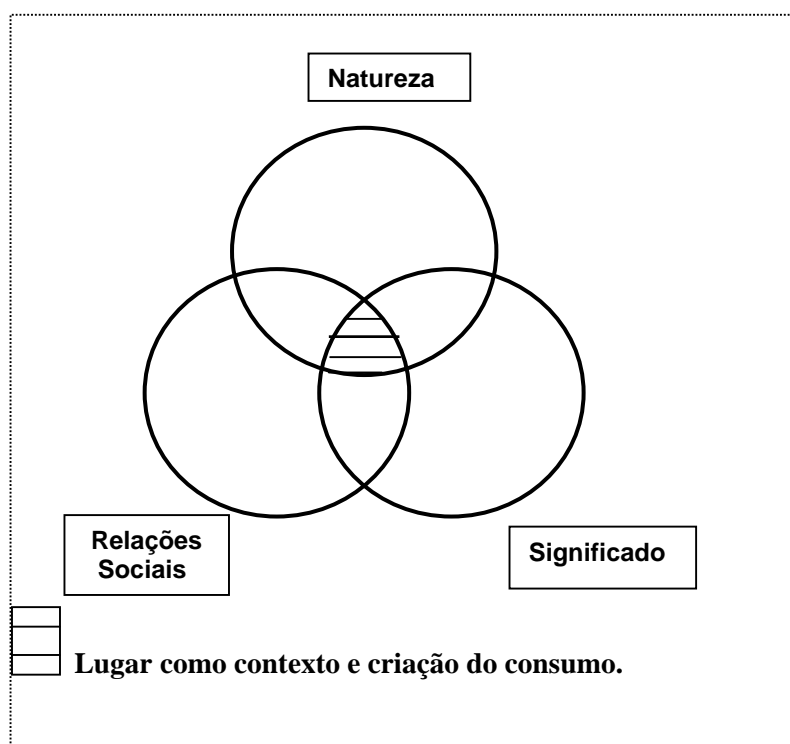 Natureza
Relações
Sociais
Significado
Lugar como contexto e criação do consumo.